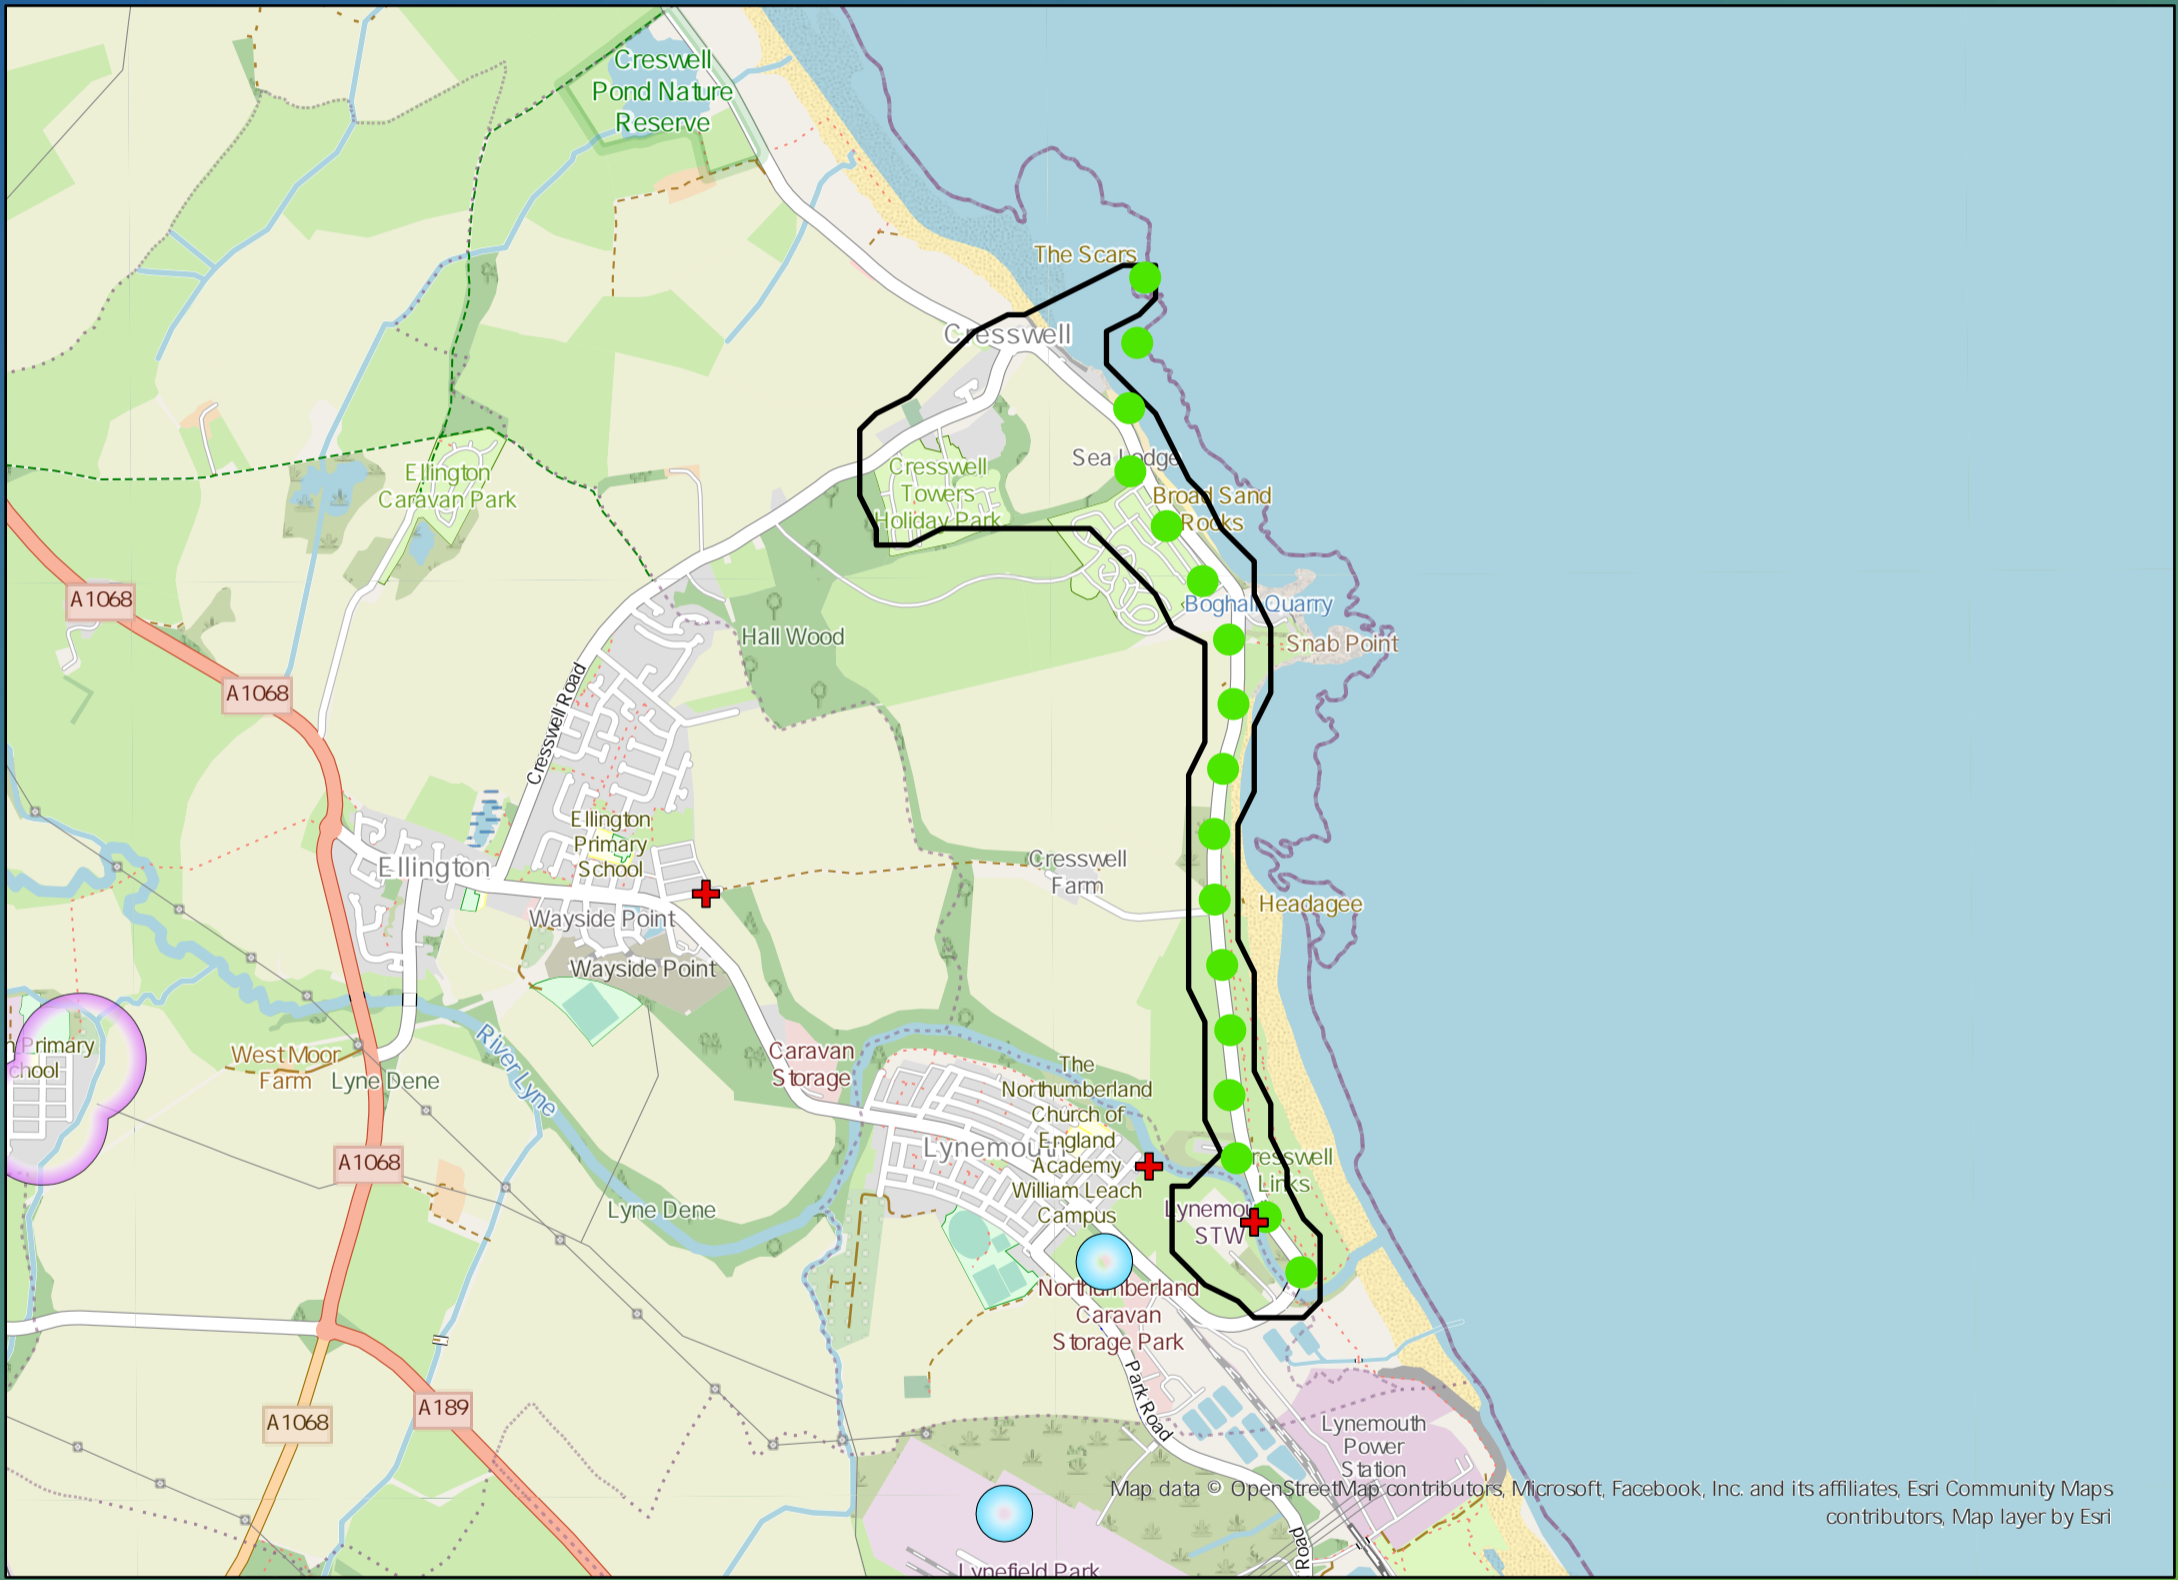 Creswell
Pond Nature
Reserve
The Scars
Cresswell
Sea Lodge
Cresswell
Towers
Holiday Park
Broad Sand
Rocks
Ellington
Caravan Park
A1068
Boghall Quarry
Hall Wood
Snab Point
A1068
Cresswell Road
Ellington
Primary
School
Ellington
Cresswell
Farm
Wayside Point
Headagee
Wayside Point
n Primary
chool
West Moor
Farm
Lyne Dene
River Lyne
Caravan
Storage
The
Northumberland
Church of
England
Academy
William Leach
Campus
Lynemouth
A1068
resswell
Links
Lyne Dene
Lynemou
STW
Northumberland
Caravan
Storage Park
Park Road
A1068
A189
Lynemouth
Power
Station
Map data © OpenStreetMap contributors, Microsoft, Facebook, Inc. and its affiliates, Esri Community Maps
contributors, Map layer by Esri
Road
Lynefield Park